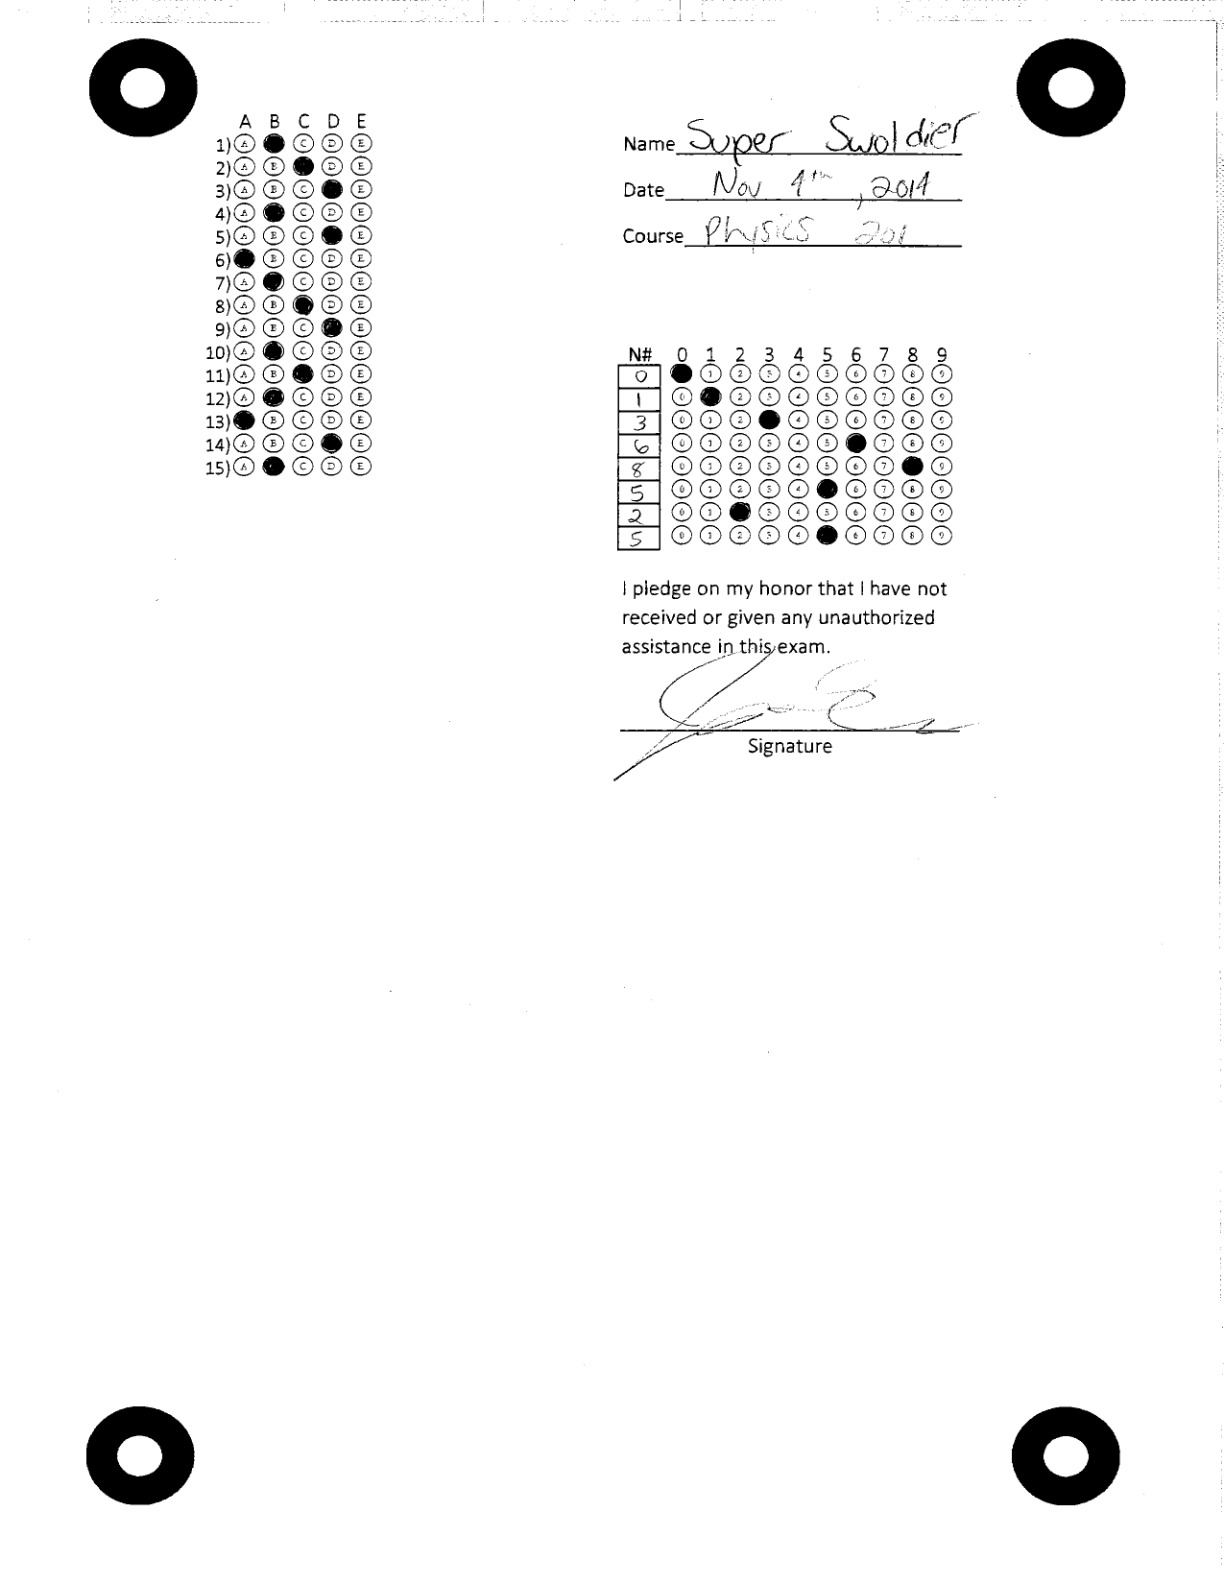 A B C D E
1) A C D E
2) A B D E
3) A B C E
4) A C D E
5) A B C E
6) B C D E
7) A C D E
8) A B D E
9) A B C E
10) A C D E
11) A B D E
12) A C D E
13) B C D E
14) A B C E
15) A C D E
Name Super Swoldier
Date Nov 4th, 2014
Course Physics 201
N# 0 1 2 3 4 5 6 7 8 9
0 1 2 3 4 5 6 7 8 9
1 0 2 3 4 5 6 7 8 9
3 0 1 2 4 5 6 7 8 9
6 0 1 2 3 4 5 7 8 9
8 0 1 2 3 4 5 6 7 9
5 0 1 2 3 4 6 7 8 9
2 0 1 3 4 5 6 7 8 9
5 0 1 2 3 4 6 7 8 9
I pledge on my honor that I have not
received or given any unauthorized
assistance in this exam.
Signature